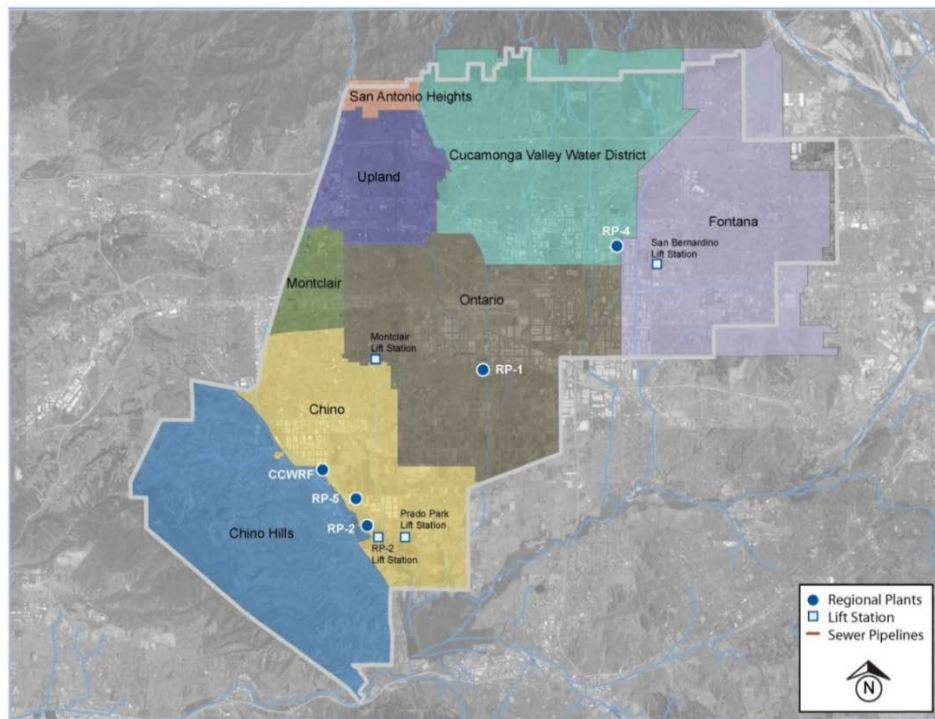 San Antonio Heights
Cucamonga Valley Water District
Upland
Fontana
RP-4
San Bernardino
Lift Station
Montclair
Ontario
Montclair
Lift Station
RP-1
Chino
CCWRF
RP-5
Prado Park
Lift Station
RP-2
Chino Hills
RP-2
Lift Station
Regional Plants
Lift Station
Sewer Pipelines
N